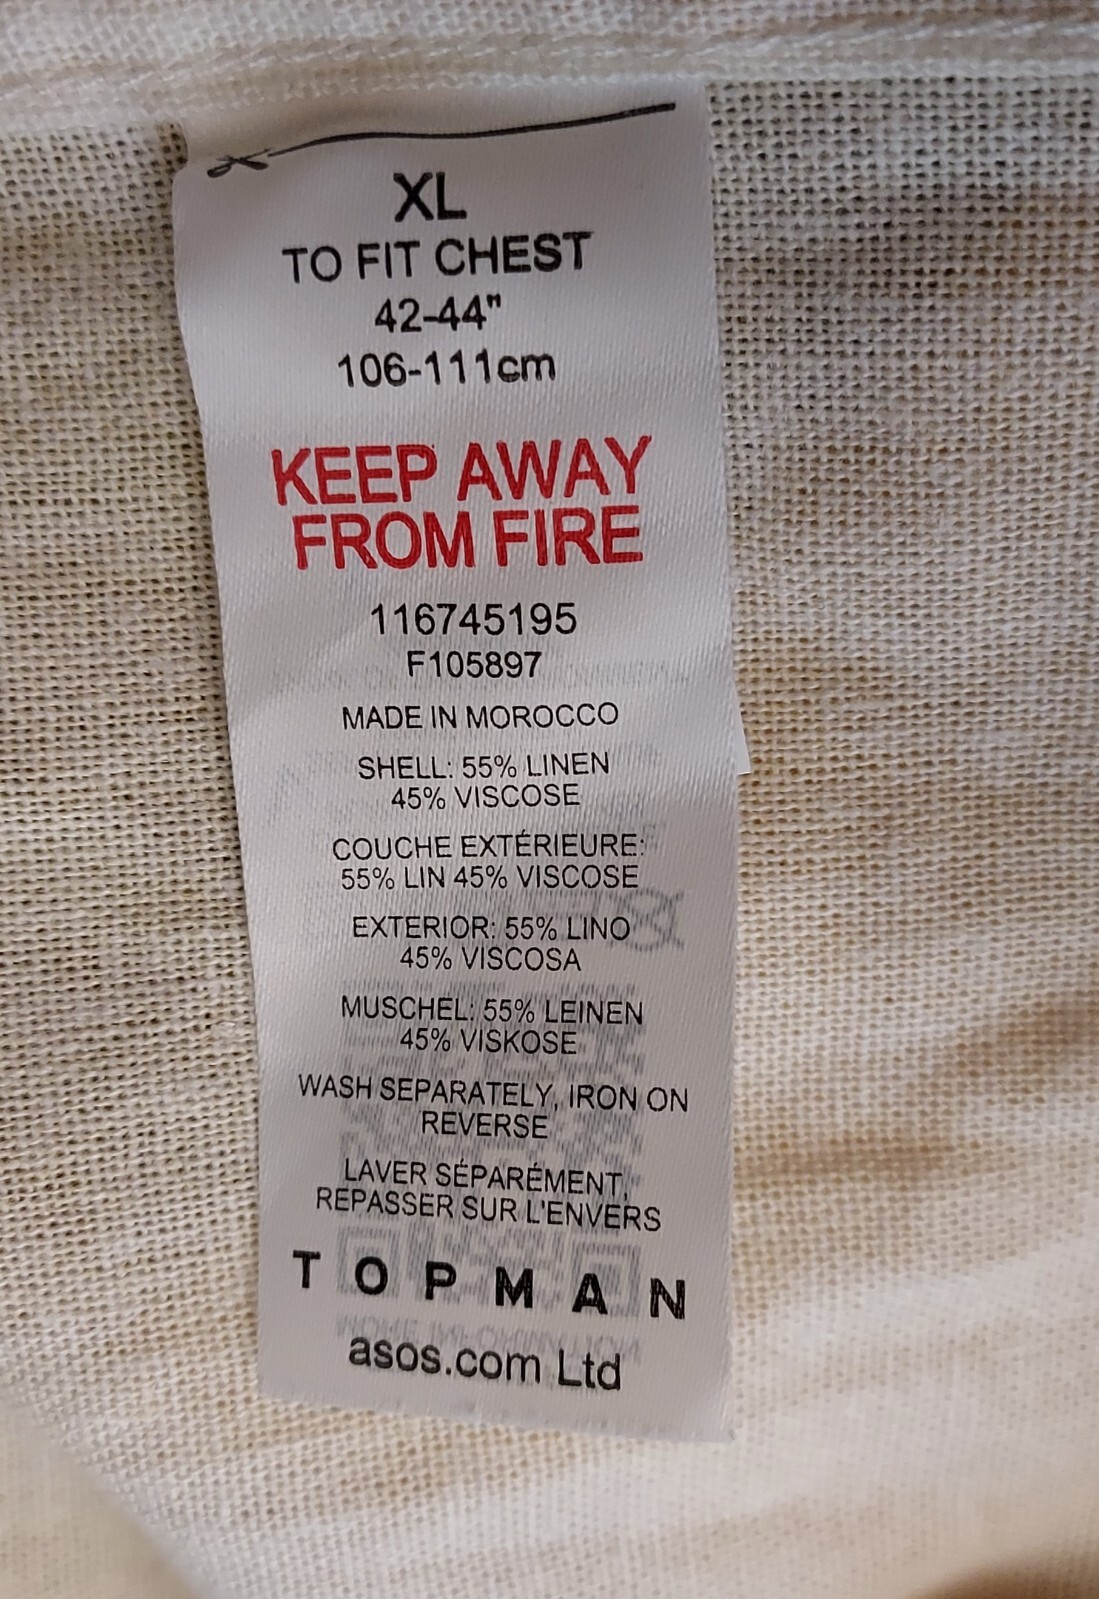 XL
TO FIT CHEST
42-44"
106-111cm
KEEP AWAY
FROM FIRE
116745195
F105897
MADE IN MOROCCO
SHELL: 55% LINEN
45% VISCOSE
COUCHE EXTÉRIEURE:
55% LIN 45% VISCOSE
EXTERIOR: 55% LINO
45% VISCOSA
MUSCHEL: 55% LEINEN
45% VISKOSE
WASH SEPARATELY, IRON ON
REVERSE
LAVER SÉPARÉMENT,
REPASSER SUR L'ENVERS
TOPMAN
asos.com Ltd